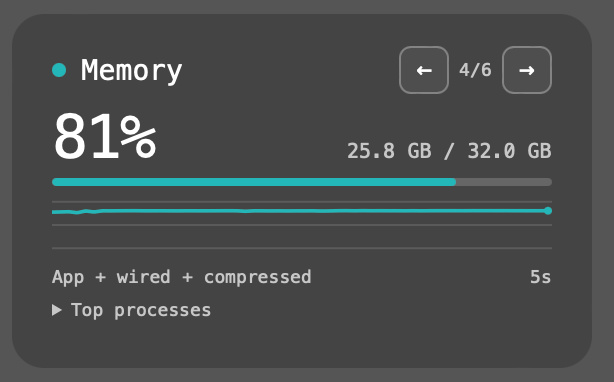 Memory
← 4/6 →
81%
25.8 GB / 32.0 GB
App + wired + compressed
5s
Top processes